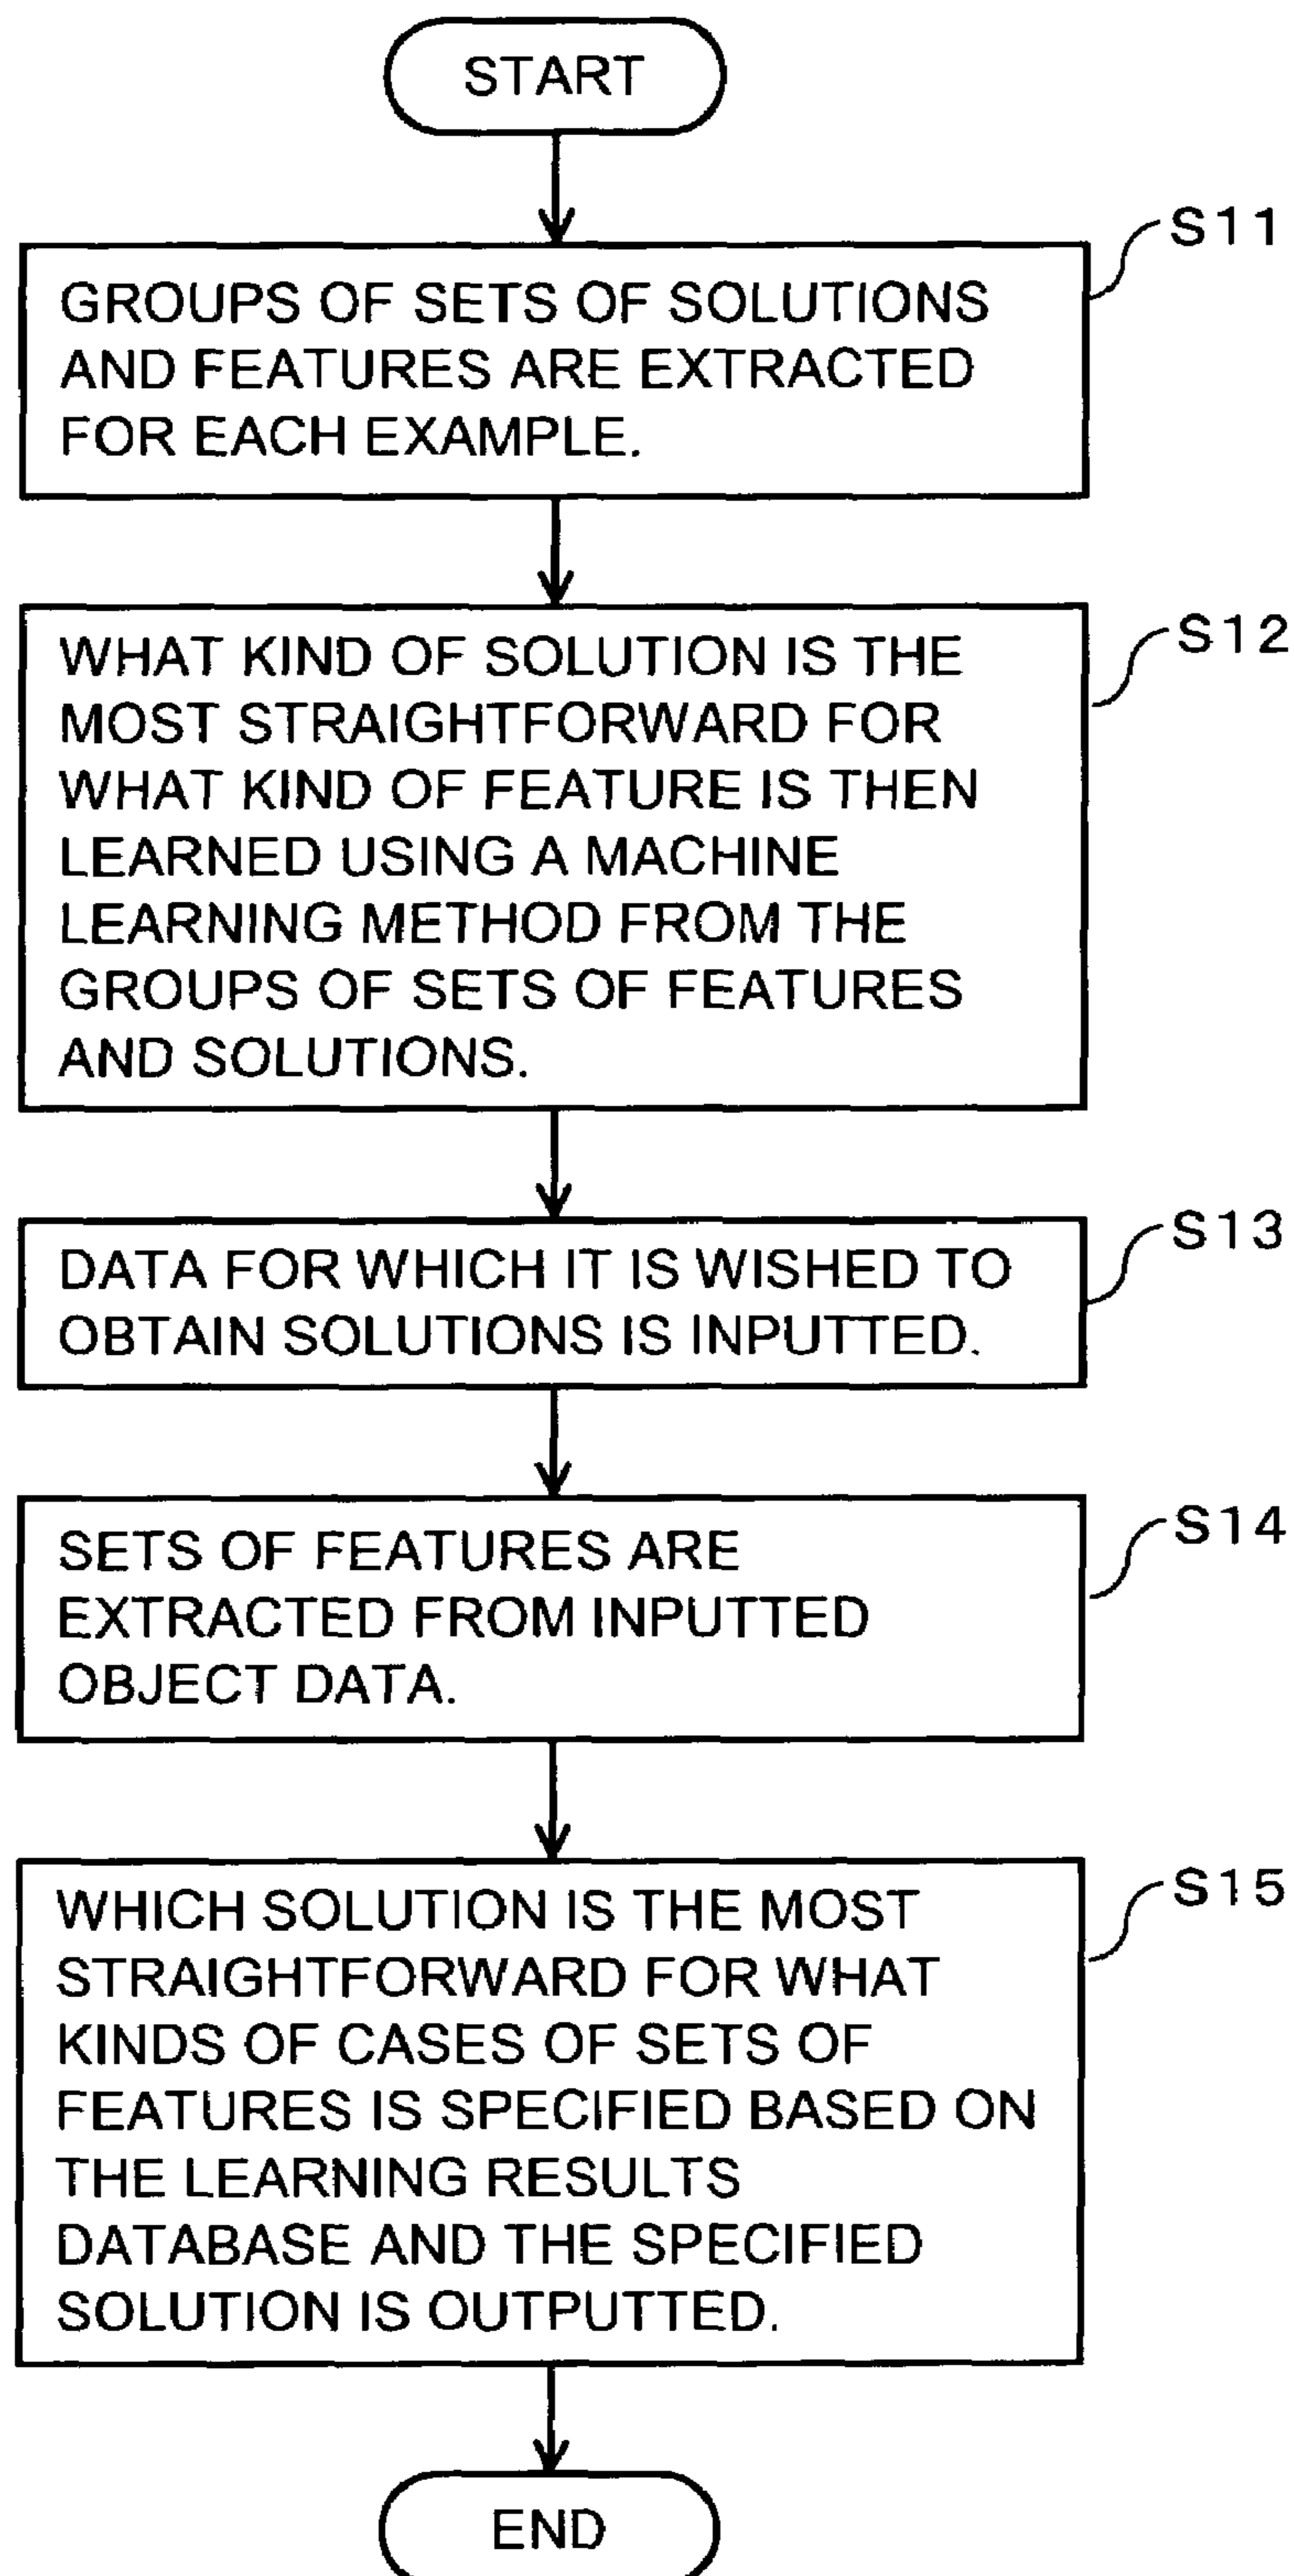 START
S11
GROUPS OF SETS OF SOLUTIONS
AND FEATURES ARE EXTRACTED
FOR EACH EXAMPLE.
S12
WHAT KIND OF SOLUTION IS THE
MOST STRAIGHTFORWARD FOR
WHAT KIND OF FEATURE IS THEN
LEARNED USING A MACHINE
LEARNING METHOD FROM THE
GROUPS OF SETS OF FEATURES
AND SOLUTIONS.
S13
DATA FOR WHICH IT IS WISHED TO
OBTAIN SOLUTIONS IS INPUTTED.
S14
SETS OF FEATURES ARE
EXTRACTED FROM INPUTTED
OBJECT DATA.
S15
WHICH SOLUTION IS THE MOST
STRAIGHTFORWARD FOR WHAT
KINDS OF CASES OF SETS OF
FEATURES IS SPECIFIED BASED ON
THE LEARNING RESULTS
DATABASE AND THE SPECIFIED
SOLUTION IS OUTPUTTED.
END